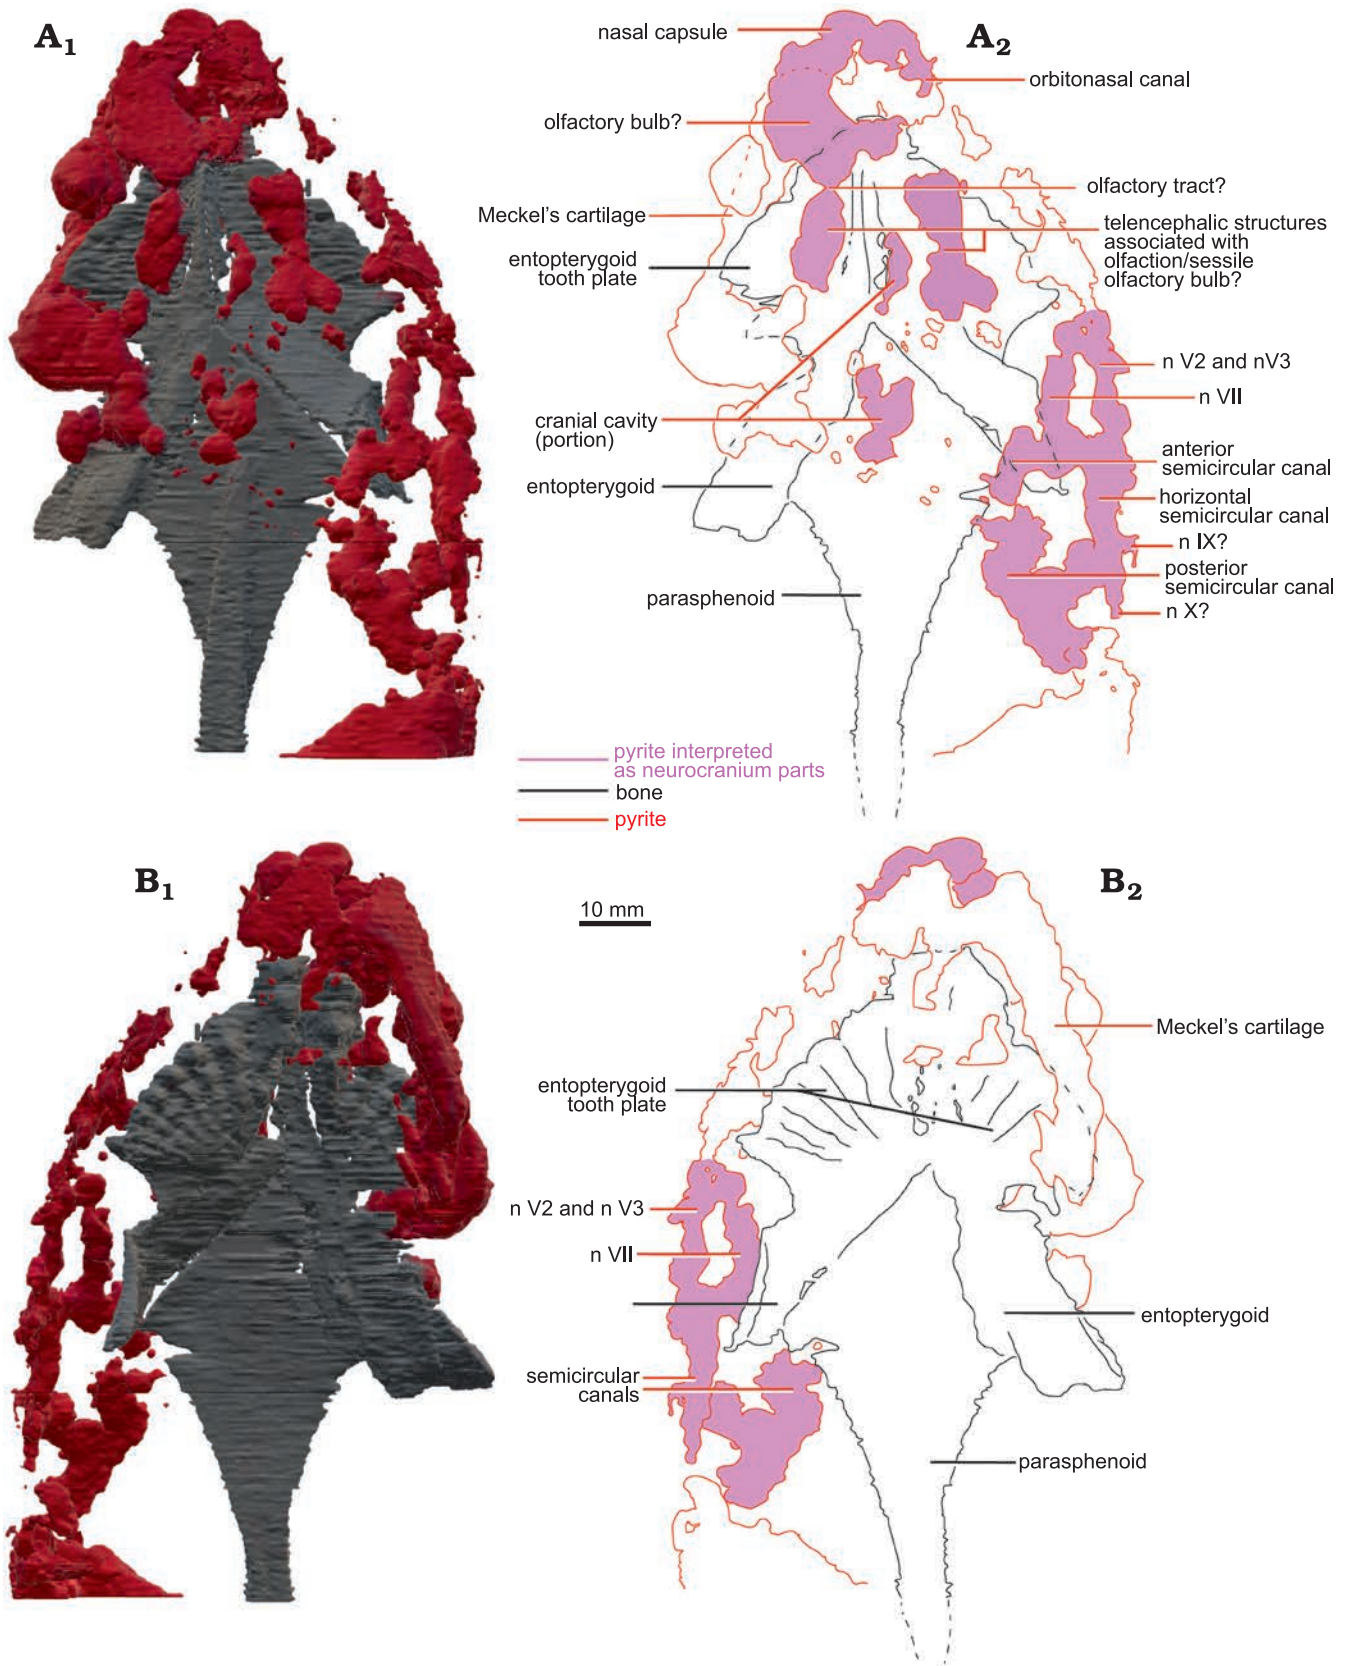 A1
A2
nasal capsule
orbitonasal canal
olfactory bulb?
olfactory tract?
Meckel's cartilage
telencephalic structures
associated with
olfaction/sessile
olfactory bulb?
entopterygoid
tooth plate
n V2 and nV3
n VII
cranial cavity
(portion)
anterior
semicircular canal
entopterygoid
horizontal
semicircular canal
n IX?
posterior
semicircular canal
parasphenoid
n X?
pyrite interpreted
as neurocranium parts
bone
pyrite
B1
B2
10 mm
Meckel's cartilage
entopterygoid
tooth plate
n V2 and n V3
n VII
entopterygoid
semicircular
canals
parasphenoid